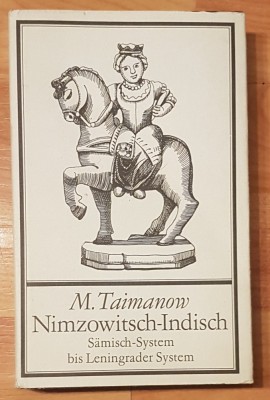 M. Taimanow
Nimzowitsch-Indisch
Sämisch-System
bis Leningrader System